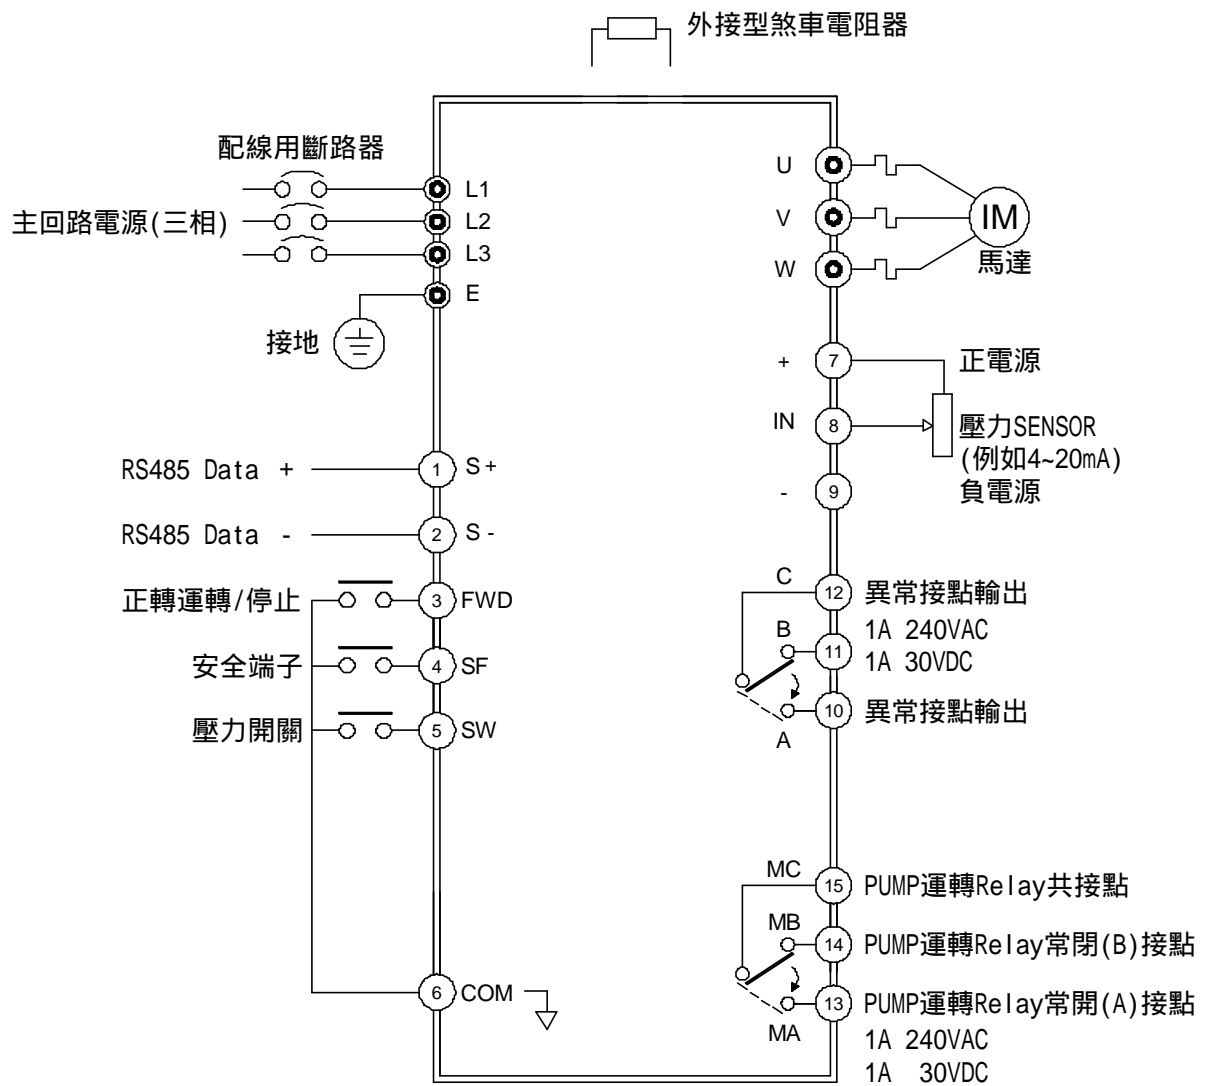 外接型煞車電阻器
配線用斷路器
主回路電源(三相)
L1
L2
L3
E
接地
U
V
W
IM
馬達
+ 7 正電源
IN 8 壓力SENSOR
(例如4~20mA)
- 9 負電源
RS485 Data + 1 S+
RS485 Data - 2 S-
正轉運轉/停止 3 FWD
安全端子 4 SF
壓力開關 5 SW
6 COM
C 12 異常接點輸出
1A 240VAC
B 11
1A 30VDC
10 異常接點輸出
A
MC 15 PUMP運轉Relay共接點
MB 14 PUMP運轉Relay常閉(B)接點
13 PUMP運轉Relay常開(A)接點
MA
1A 240VAC
1A 30VDC